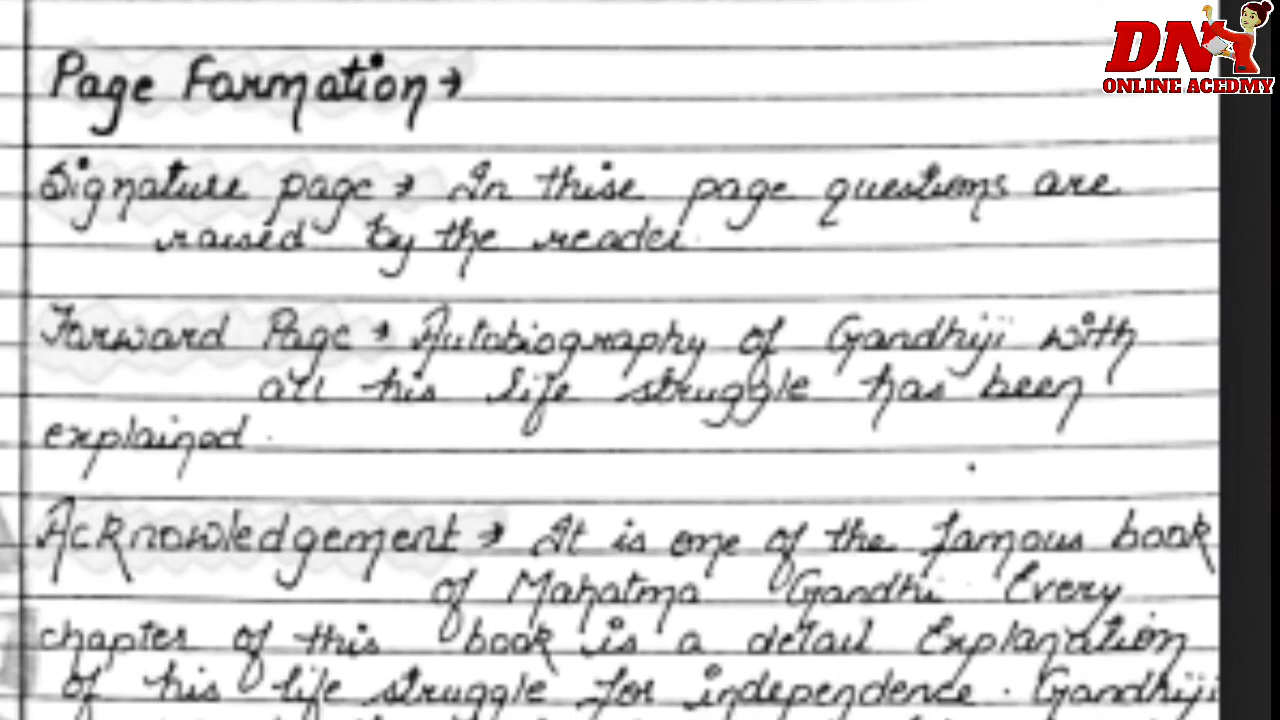 DN
ONLINE ACEDMY
Page Formation →
Signature page → In thise page questions are
raised by the reader.
Forward Page → Autobiography of Gandhiji with
all his life struggle has been
explained.
Acknowledgement → It is one of the famous book
of Mahatma Gandhi Every
chapter of this book is a detail Explanation
of his life struggle for independence. Gandhiji